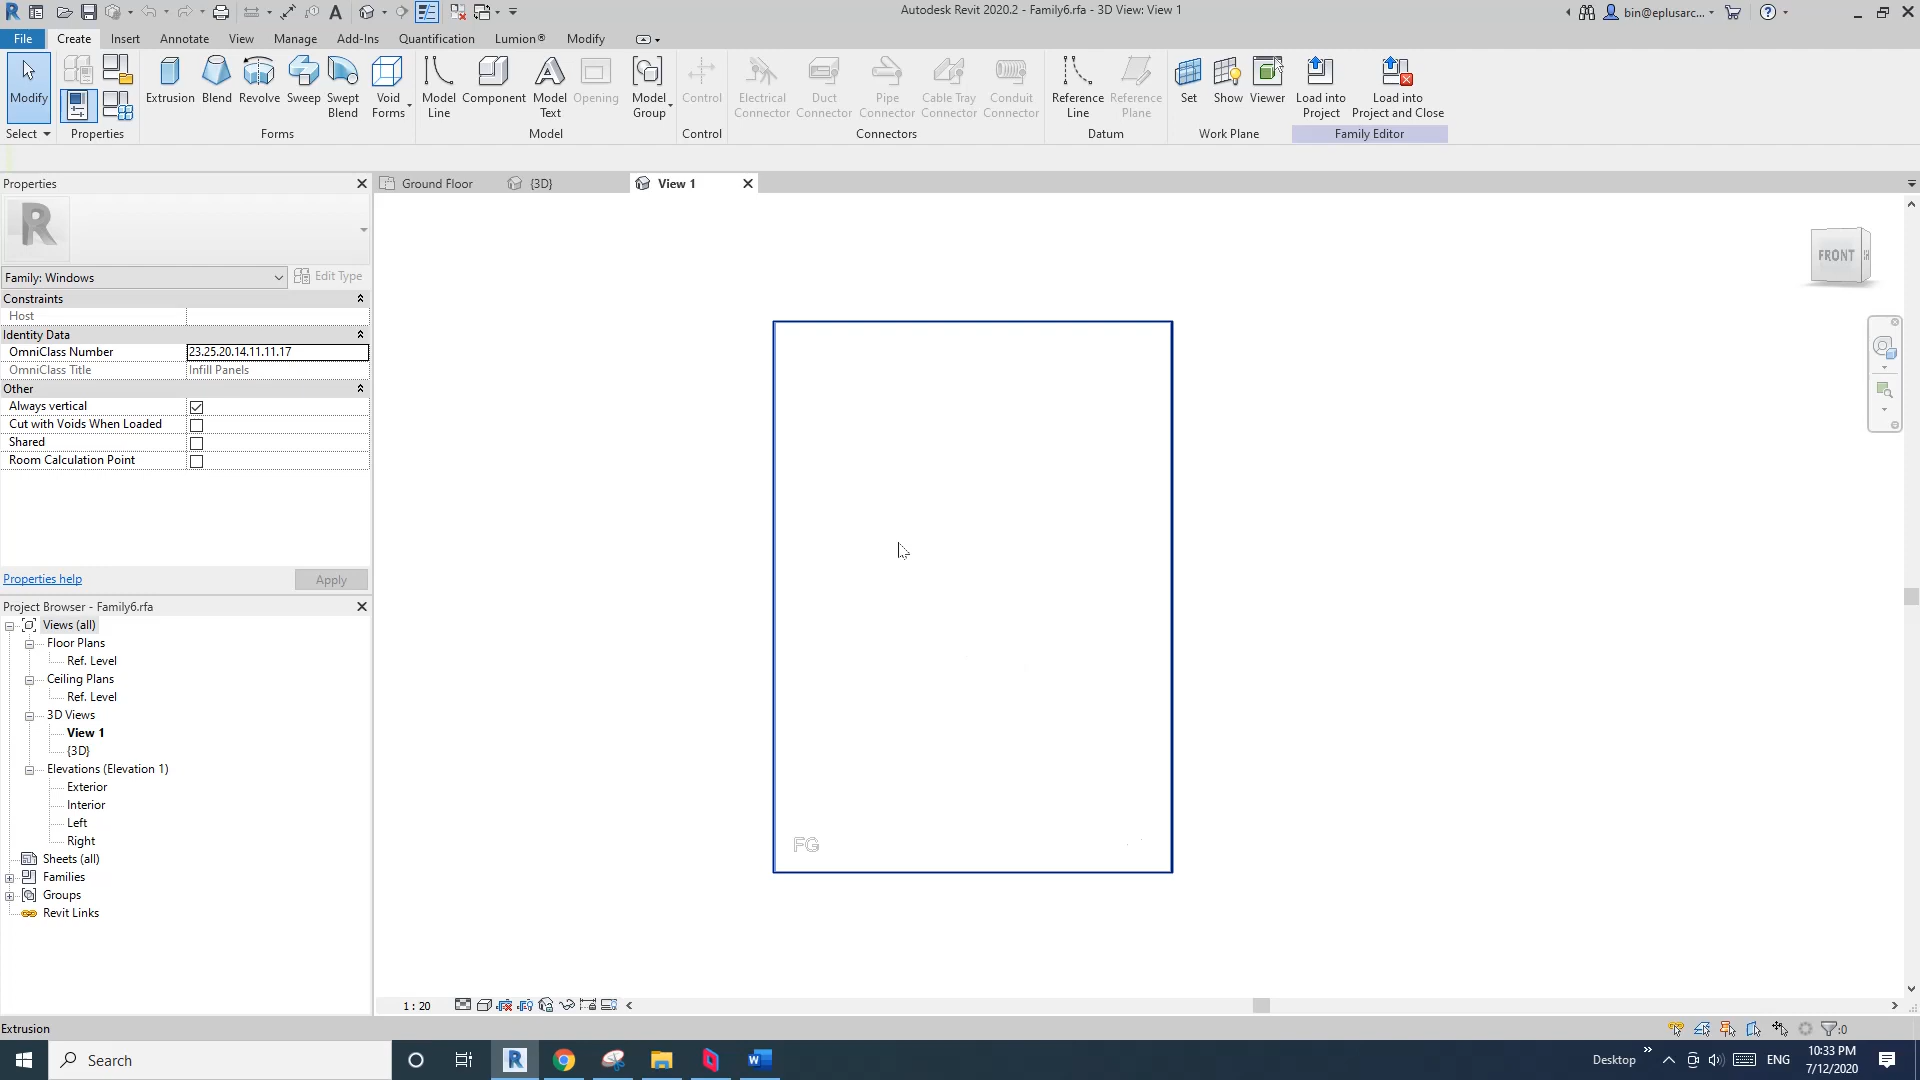 Autodesk Revit 2020.2 - Family6.rfa - 3D View: View 1
bin@eplusarc...
File Create Insert Annotate View Manage Add-Ins Quantification Lumion® Modify
Modify
Extrusion Blend Revolve Sweep Swept Blend Void Forms
Model Line Component Model Text Opening Model Group
Control
Electrical Connector Duct Connector Pipe Connector Cable Tray Connector Conduit Connector
Reference Line Reference Plane
Set Show Viewer
Load into Project Load into Project and Close
Select Properties Forms Model Control Connectors Datum Work Plane Family Editor
Properties
Ground Floor {3D} View 1
FRONT
Family: Windows Edit Type
Constraints
Host
Identity Data
OmniClass Number 23.25.20.14.11.11.17
OmniClass Title Infill Panels
Other
Always vertical
Cut with Voids When Loaded
Shared
Room Calculation Point
Properties help Apply
Project Browser - Family6.rfa
Views (all)
Floor Plans
Ref. Level
Ceiling Plans
Ref. Level
3D Views
View 1
{3D}
Elevations (Elevation 1)
Exterior
Interior
Left
Right
Sheets (all)
Families
Groups
Revit Links
FG
1 : 20
Extrusion
:0
Search
Desktop
ENG
10:33 PM
7/12/2020